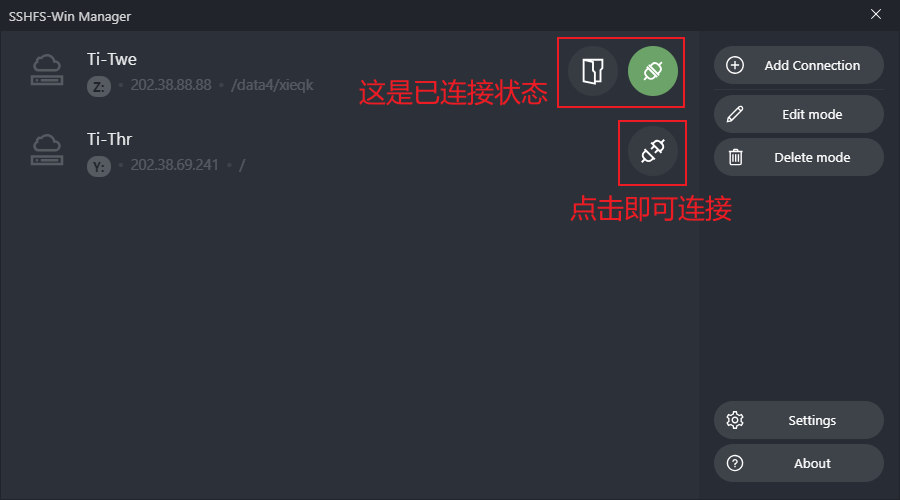 SSHFS-Win Manager
Ti-Twe
Z: • 202.38.88.88 • /data4/xieqk
这是已连接状态
Ti-Thr
Y: • 202.38.69.241 • /
点击即可连接
Add Connection
Edit mode
Delete mode
Settings
About